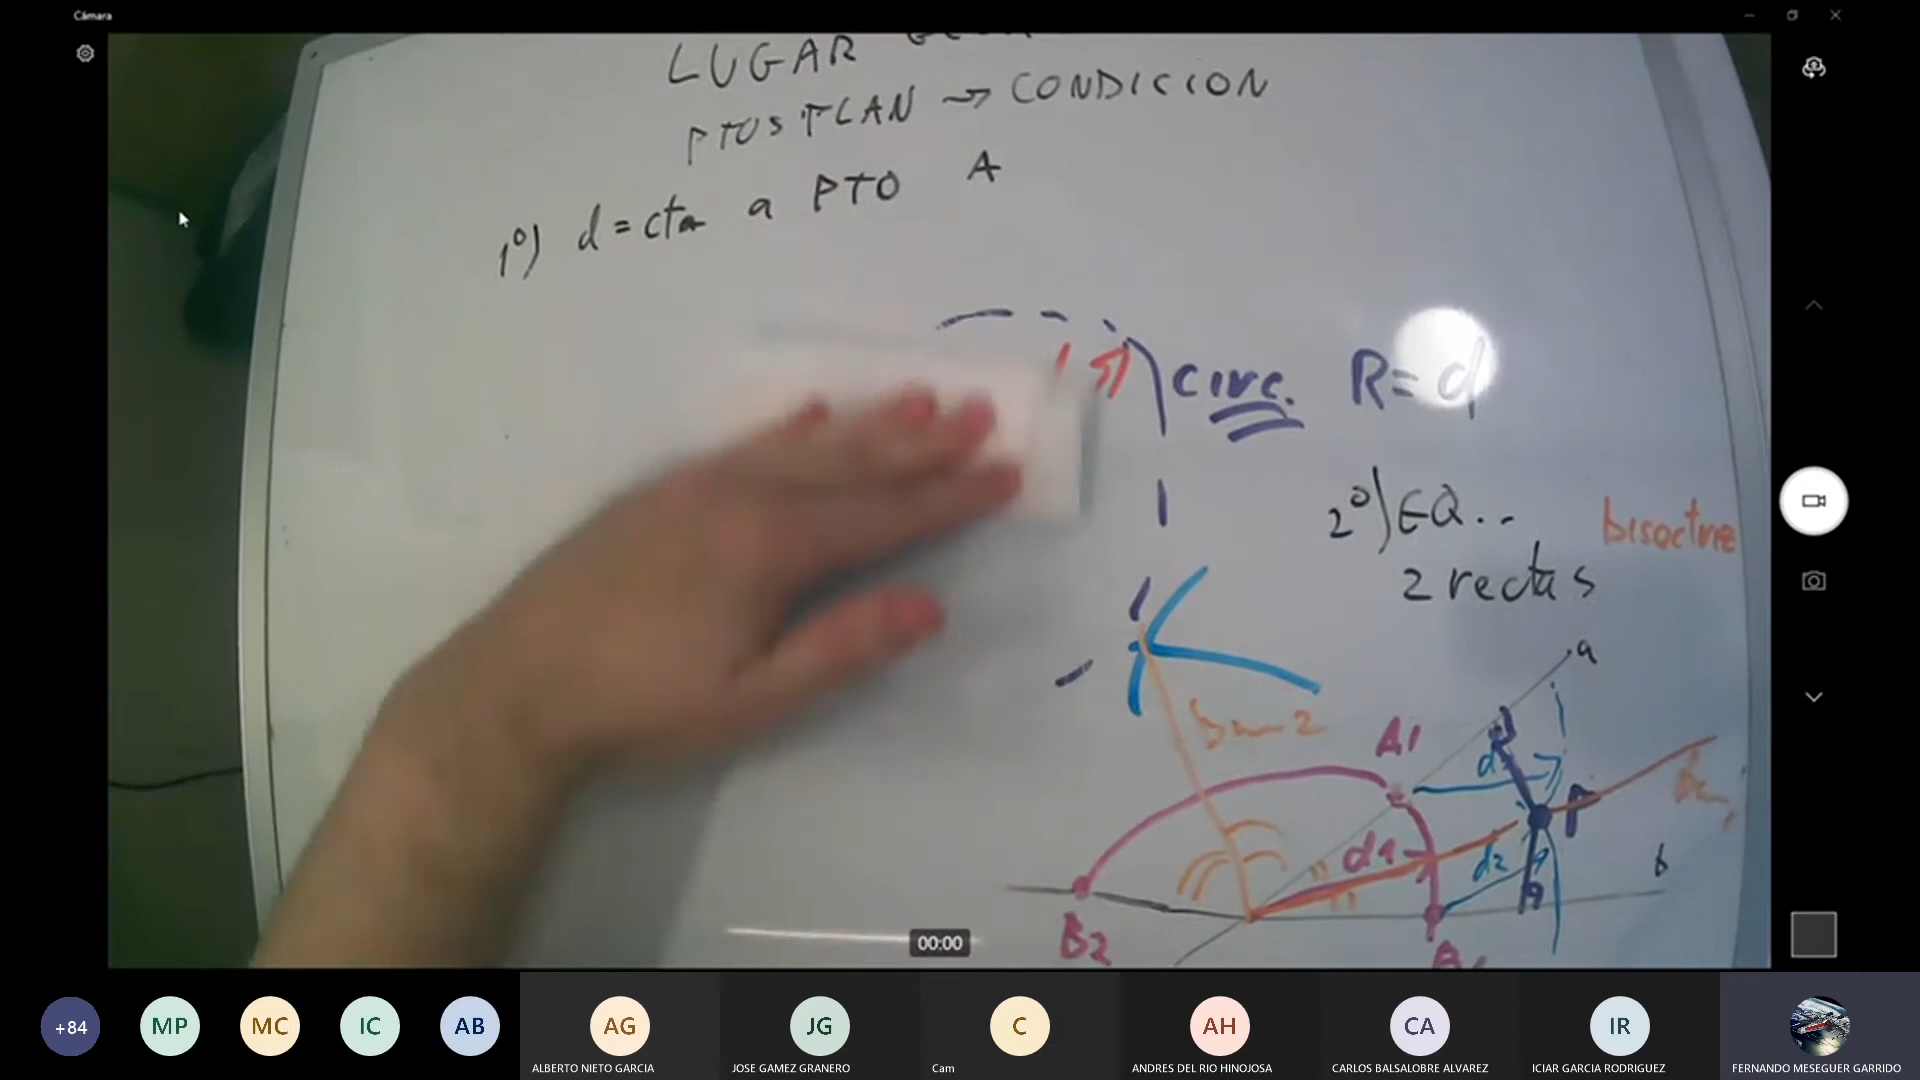 Cámara
LUGAR
PTOS PLAN → CONDICION
1º) d = cta a PTO A
circ. R = d
2º) EQ...
2 rectas
bisectriz
a
A1
d
P
d1
d2
b
B2
00:00
+84
MP
MC
IC
AB
AG
JG
C
AH
CA
IR
ALBERTO NIETO GARCIA
JOSE GAMEZ GRANERO
Cam
ANDRES DEL RIO HINOJOSA
CARLOS BALSALOBRE ALVAREZ
ICIAR GARCIA RODRIGUEZ
FERNANDO MESEGUER GARRIDO